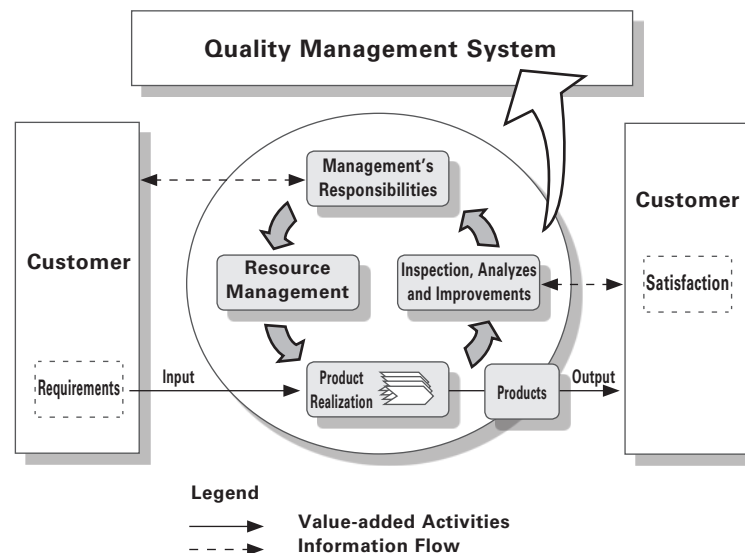 Quality Management System
Management's
Responsibilities
Customer
Customer
Resource
Management
Inspection, Analyzes
and Improvements
Satisfaction
Requirements
Input
Product
Realization
Products
Output
Legend
Value-added Activities
Information Flow